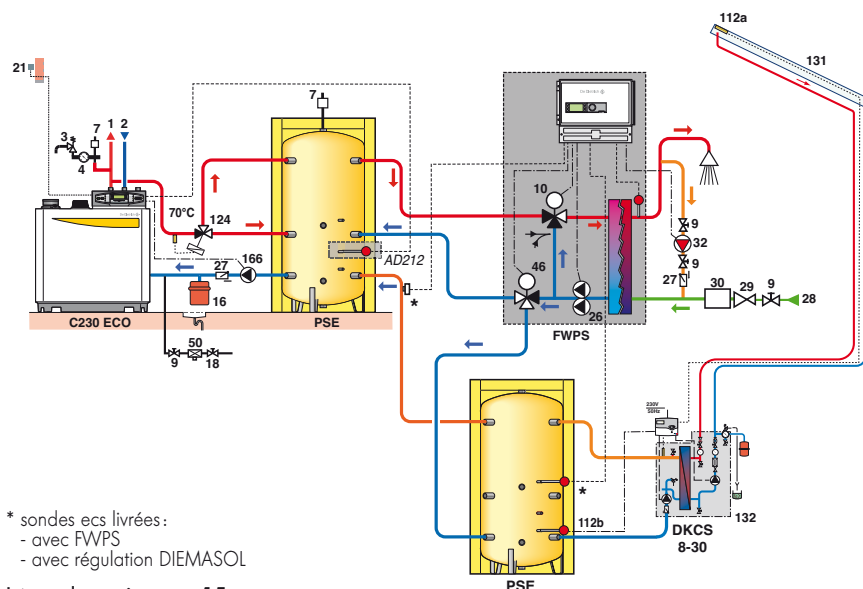 112a
131
21
7
7
1 2
3
4
10
70°C
124
9
32
AD212
9
27
166
46
27
30
29
9
28
16
*
26
C230 ECO
PSE
FWPS
50
9
18
230V
50Hz
*
112b
132
DKCS
8-30
PSE
* sondes ecs livrées :
- avec FWPS
- avec régulation DIEMASOL